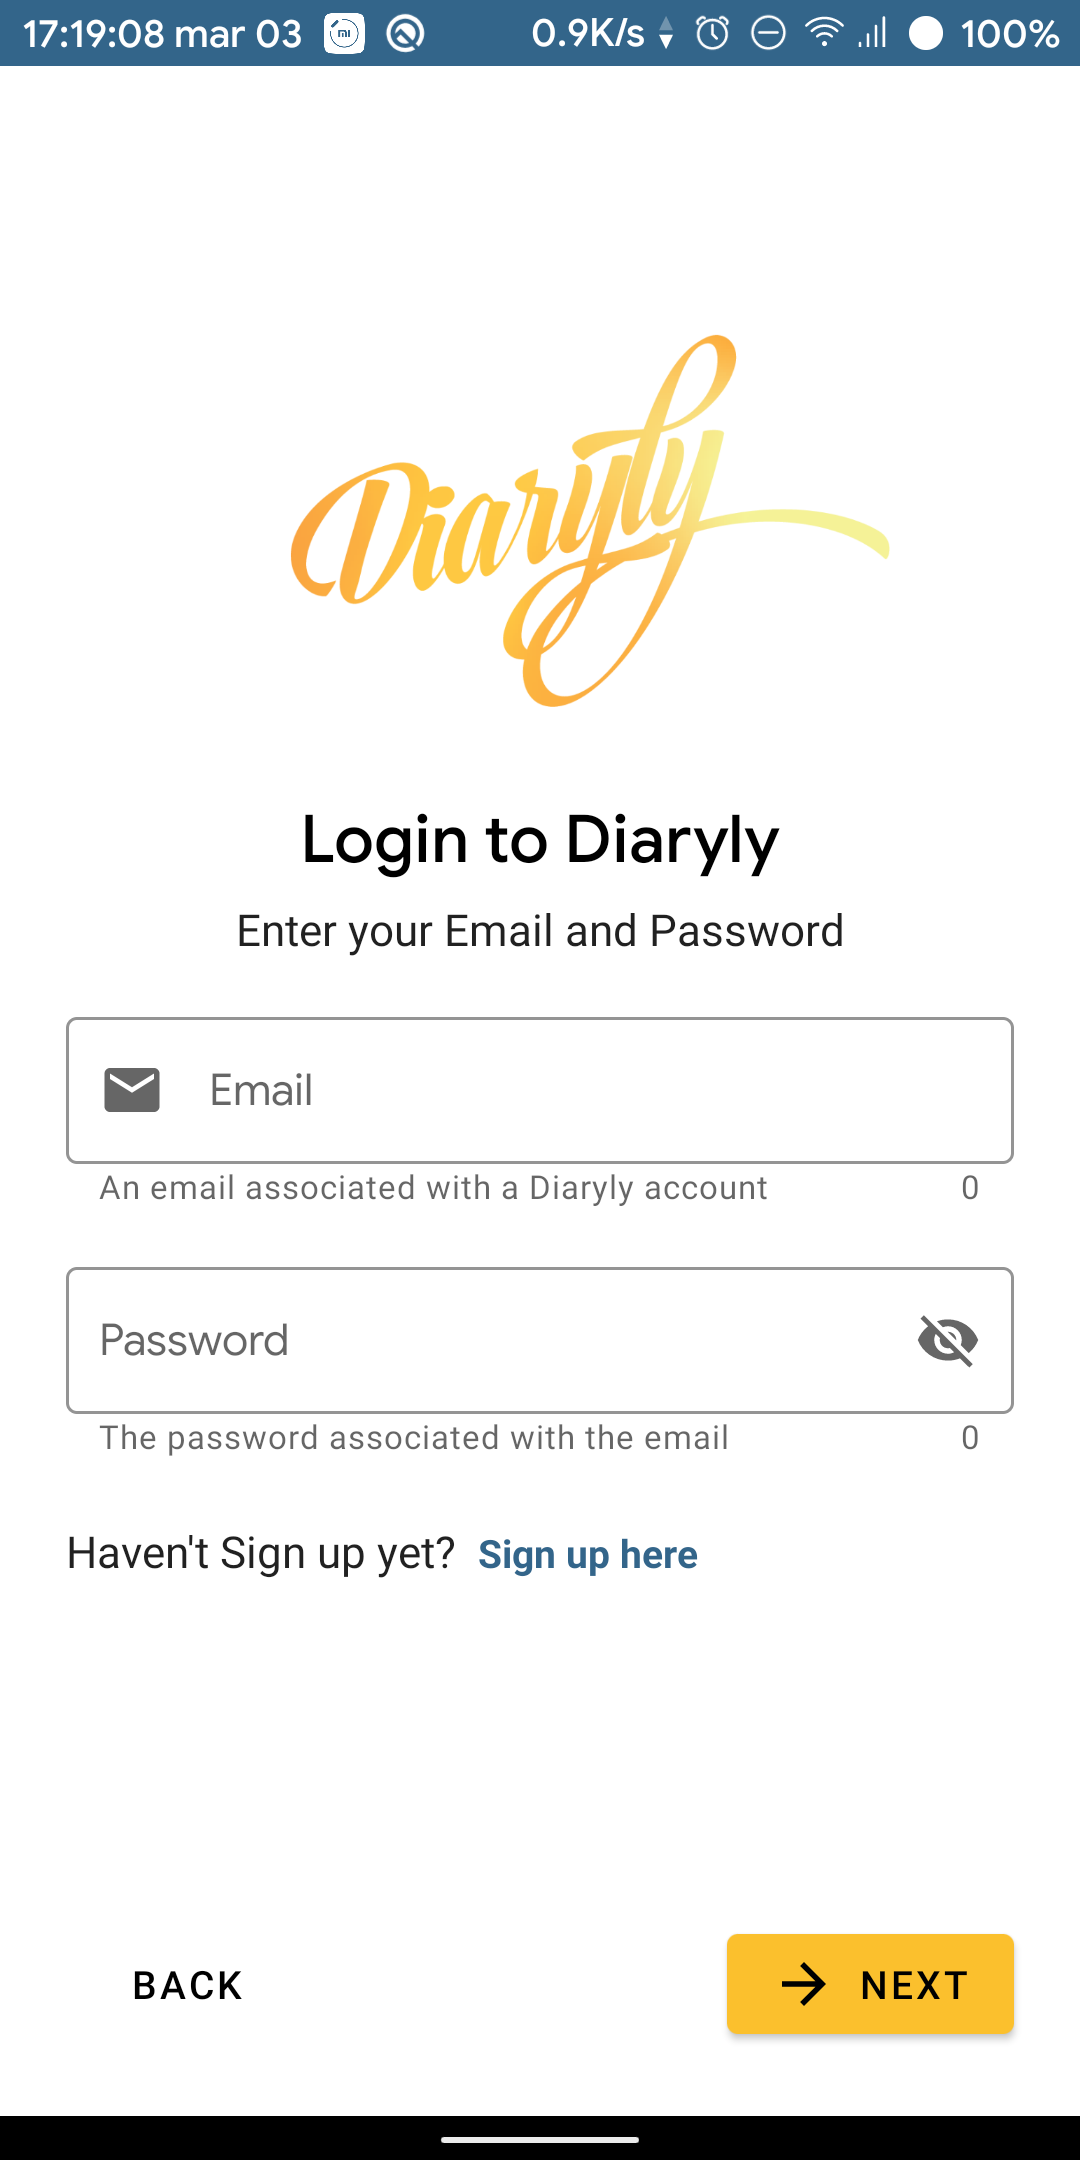 17:19:08 mar 03 0.9K/s 100%
Diaryly
Login to Diaryly
Enter your Email and Password
Email
An email associated with a Diaryly account 0
Password
The password associated with the email 0
Haven't Sign up yet? Sign up here
BACK NEXT